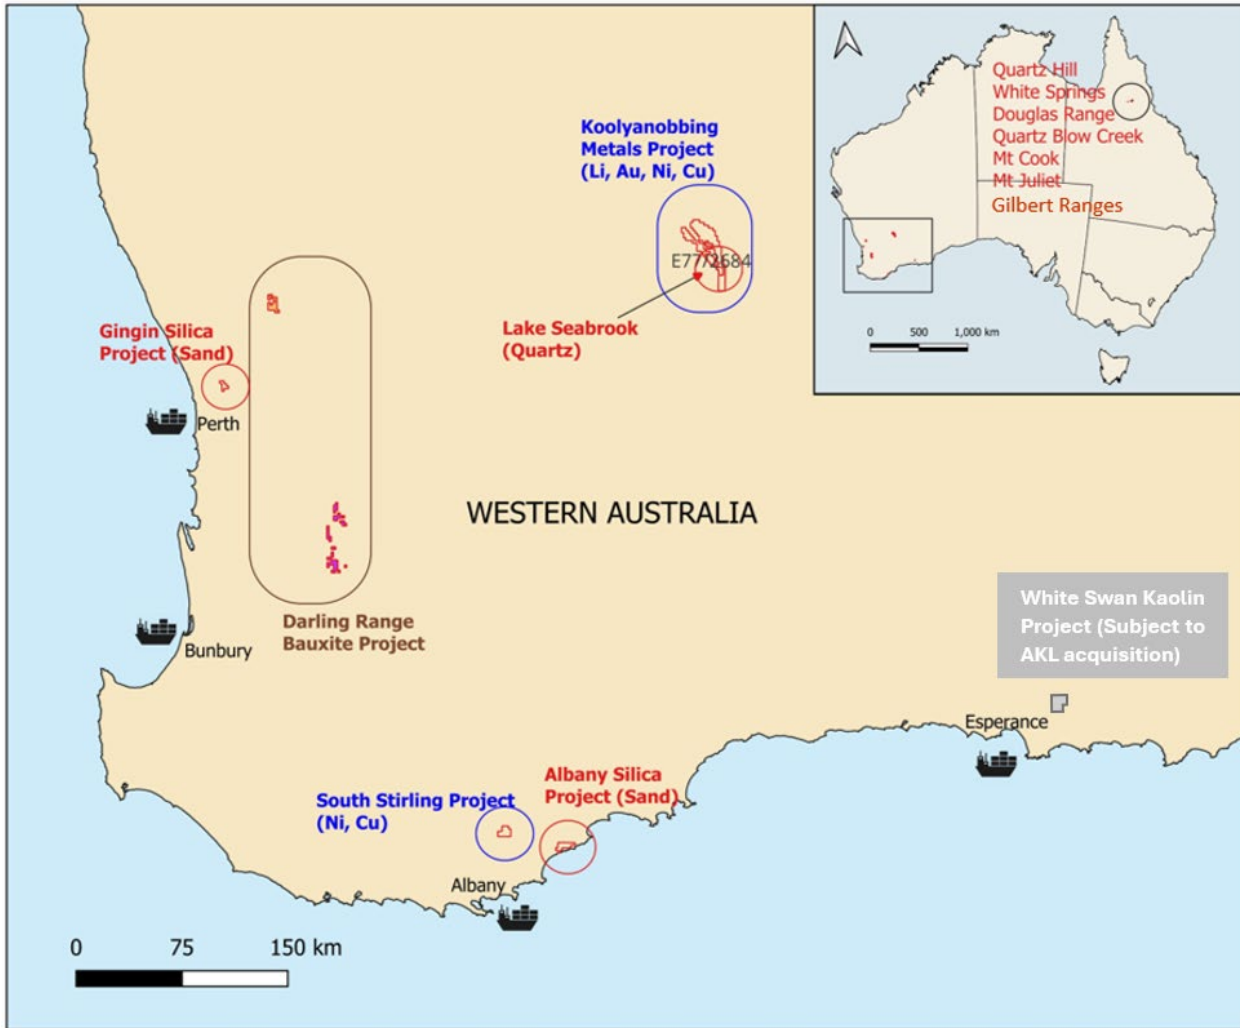 Quartz Hill
White Springs
Douglas Range
Quartz Blow Creek
Mt Cook
Mt Juliet
Gilbert Ranges
0 500 1,000 km
Koolyanobbing
Metals Project
(Li, Au, Ni, Cu)
E77/2684
Lake Seabrook
(Quartz)
Gingin Silica
Project (Sand)
Perth
WESTERN AUSTRALIA
Darling Range
Bauxite Project
Bunbury
White Swan Kaolin
Project (Subject to
AKL acquisition)
Esperance
Albany Silica
Project (Sand)
South Stirling Project
(Ni, Cu)
Albany
0 75 150 km